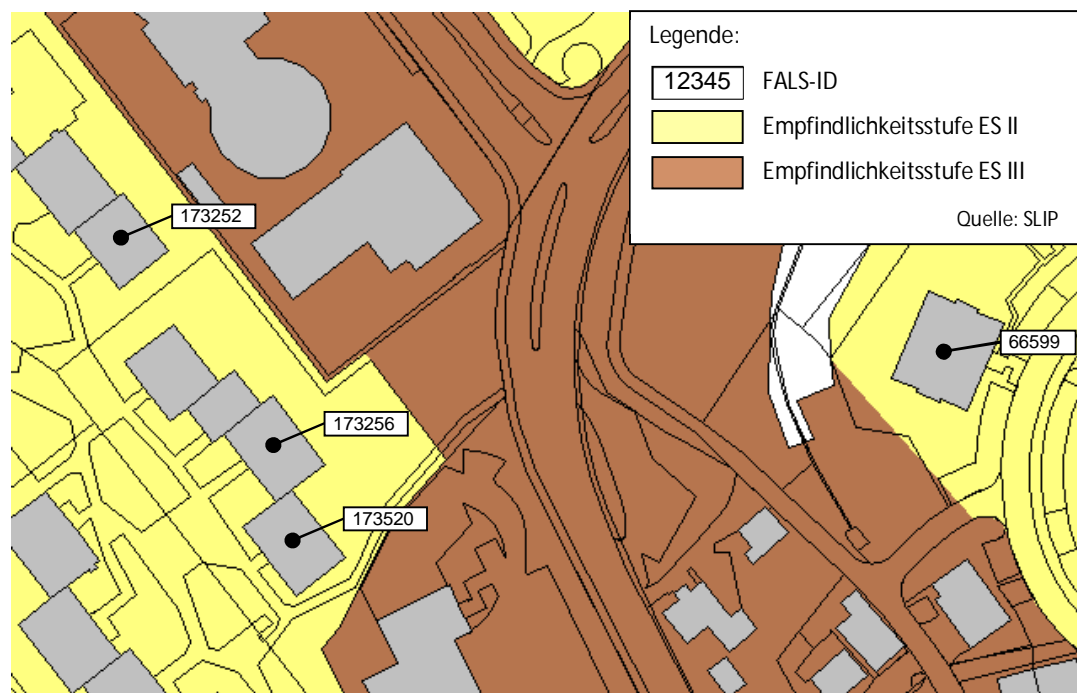 Legende:
12345 FALS-ID
Empfindlichkeitsstufe ES II
Empfindlichkeitsstufe ES III
Quelle: SLIP
173252
66599
173256
173520